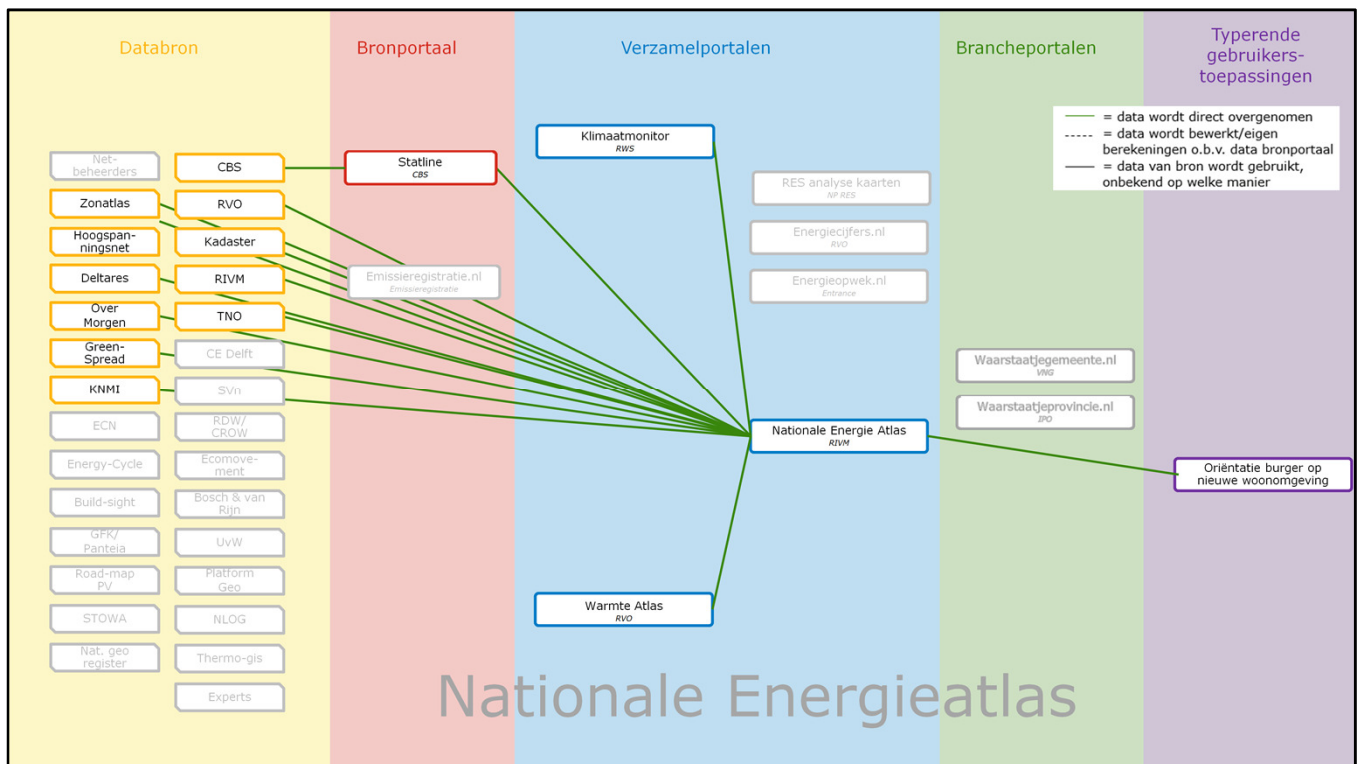 Databron
Bronportaal
Verzamelportalen
Brancheportalen
Typerende
gebruikers-
toepassingen
= data wordt direct overgenomen
= data wordt bewerkt/eigen
berekeningen o.b.v. data bronportaal
= data van bron wordt gebruikt,
onbekend op welke manier
Net-
beheerders
Zonatlas
Hoogspan-
ningsnet
Deltares
Over
Morgen
Green-
Spread
KNMI
ECN
Energy-Cycle
Build-sight
GFK/
Panteia
Road-map
PV
STOWA
Nat. geo
register
CBS
RVO
Kadaster
RIVM
TNO
CE Delft
SVn
RDW/
CROW
Ecomove-
ment
Bosch & van
Rijn
UvW
Platform
Geo
NLOG
Thermo-gis
Experts
Statline
CBS
Emissieregistratie.nl
Emissieregistratie
Klimaatmonitor
RWS
Warmte Atlas
RVO
RES analyse kaarten
NP RES
Energiecijfers.nl
RVO
Energieopwek.nl
Entrance
Nationale Energie Atlas
RIVM
Waarstaatjegemeente.nl
VNG
Waarstaatjeprovincie.nl
IPO
Oriëntatie burger op
nieuwe woonomgeving
Nationale Energieatlas